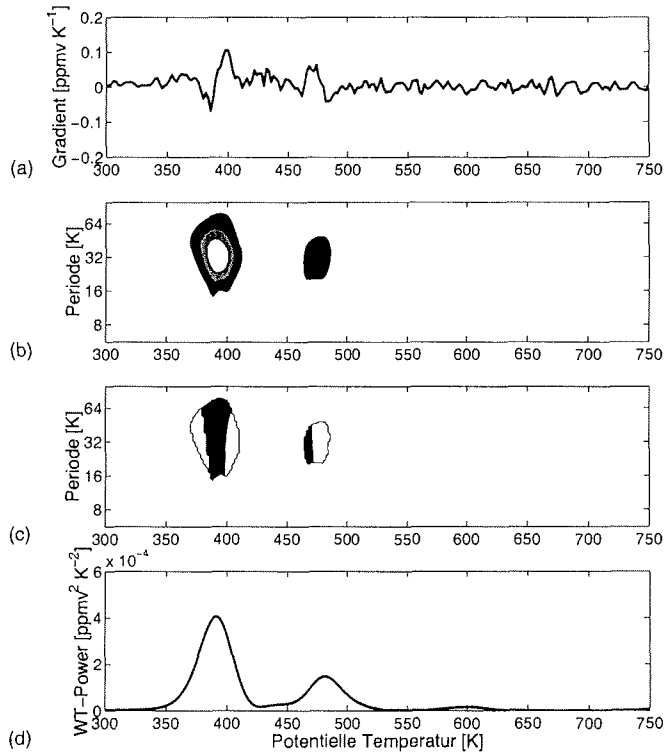 0.2
0.1
0
−0.1
−0.2
Gradient [ppmv K⁻¹]
(a)
300 350 400 450 500 550 600 650 700 750
64
32
16
8
Periode [K]
(b)
300 350 400 450 500 550 600 650 700 750
64
32
16
8
Periode [K]
(c)
300 350 400 450 500 550 600 650 700 750
6 x 10⁻⁴
4
2
0
WT−Power [ppmv² K⁻²]
(d)
300 350 400 450 500 550 600 650 700 750
Potentielle Temperatur [K]